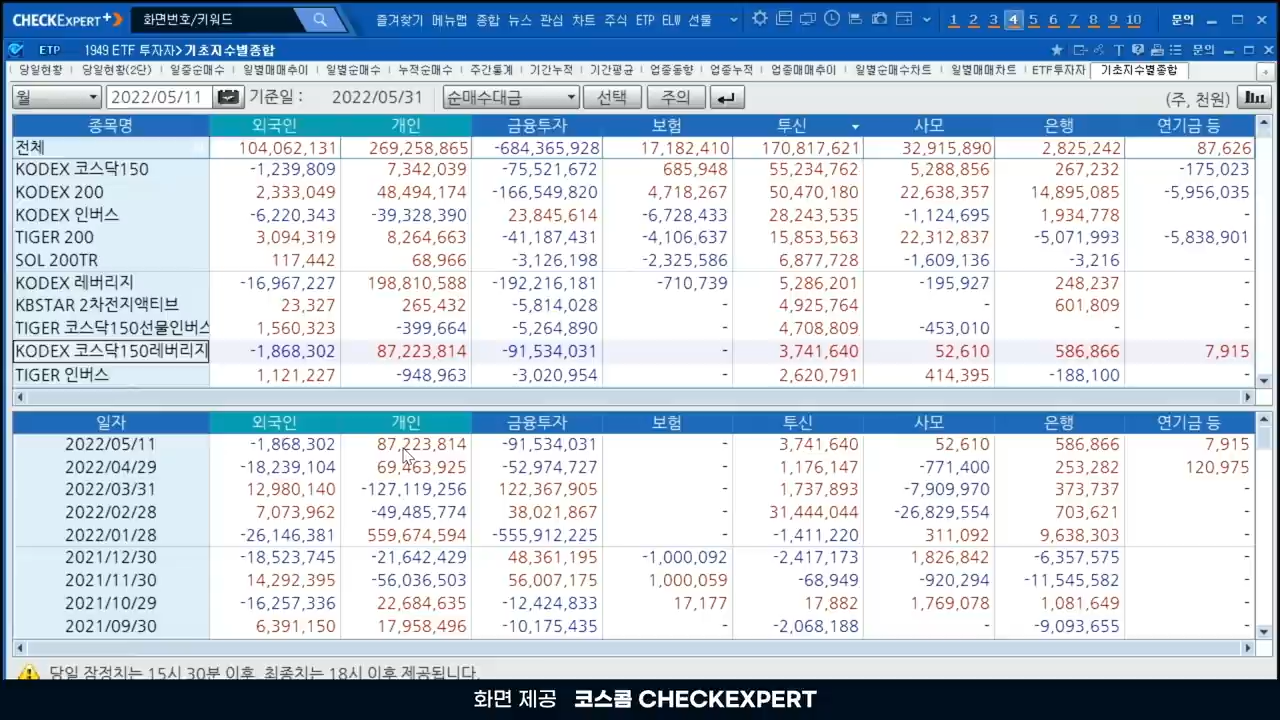 CHECKEXPERT 화면번호/키워드 즐겨찾기 메뉴맵 종합 뉴스 관심 차트 주식 ETP ELW 선물 1 2 3 4 5 6 7 8 9 10 문의
ETP 1949 ETF 투자자>기초지수별종합 문의
당일현황 당일현황(2단) 일중순매수 일별매매추이 일별순매수 누적순매수 주간통계 기간누적 기간평균 업종동향 업종누적 업종매매추이 일별순매수차트 일별매매차트 ETF투자자 기초지수별종합
월 2022/05/11 기준일 : 2022/05/31 순매수대금 선택 주의 (주, 천원)
종목명 외국인 개인 금융투자 보험 투신 사모 은행 연기금 등
전체 104,062,131 269,258,865 -684,365,928 17,182,410 170,817,621 32,915,890 2,825,242 87,626
KODEX 코스닥150 -1,239,809 7,342,039 -75,521,672 685,948 55,234,762 5,288,856 267,232 -175,023
KODEX 200 2,333,049 48,494,174 -166,549,820 4,718,267 50,470,180 22,638,357 14,895,085 -5,956,035
KODEX 인버스 -6,220,343 -39,328,390 23,845,614 -6,728,433 28,243,535 -1,124,695 1,934,778 -
TIGER 200 3,094,319 8,264,663 -41,187,431 -4,106,637 15,853,563 22,312,837 -5,071,993 -5,838,901
SOL 200TR 117,442 68,966 -3,126,198 -2,325,586 6,877,728 -1,609,136 -3,216 -
KODEX 레버리지 -16,967,227 198,810,588 -192,216,181 -710,739 5,286,201 -195,927 248,237 -
KBSTAR 2차전지액티브 23,327 265,432 -5,814,028 - 4,925,764 - 601,809 -
TIGER 코스닥150선물인버스 1,560,323 -399,664 -5,264,890 - 4,708,809 -453,010 - -
KODEX 코스닥150레버리지 -1,868,302 87,223,814 -91,534,031 - 3,741,640 52,610 586,866 7,915
TIGER 인버스 1,121,227 -948,963 -3,020,954 - 2,620,791 414,395 -188,100 -
일자 외국인 개인 금융투자 보험 투신 사모 은행 연기금 등
2022/05/11 -1,868,302 87,223,814 -91,534,031 - 3,741,640 52,610 586,866 7,915
2022/04/29 -18,239,104 69,463,925 -52,974,727 - 1,176,147 -771,400 253,282 120,975
2022/03/31 12,980,140 -127,119,256 122,367,905 - 1,737,893 -7,909,970 373,737 -
2022/02/28 7,073,962 -49,485,774 38,021,867 - 31,444,044 -26,829,554 703,621 -
2022/01/28 -26,146,381 559,674,594 -555,912,225 - -1,411,220 311,092 9,638,303 -
2021/12/30 -18,523,745 -21,642,429 48,361,195 -1,000,092 -2,417,173 1,826,842 -6,357,575 -
2021/11/30 14,292,395 -56,036,503 56,007,175 1,000,059 -68,949 -920,294 -11,545,582 -
2021/10/29 -16,257,336 22,684,635 -12,424,833 17,177 17,882 1,769,078 1,081,649 -
2021/09/30 6,391,150 17,958,496 -10,175,435 - -2,068,188 - -9,093,655 -
당일 잠정치는 15시 30분 이후, 최종치는 18시 이후 제공됩니다.
화면 제공 코스콤 CHECKEXPERT